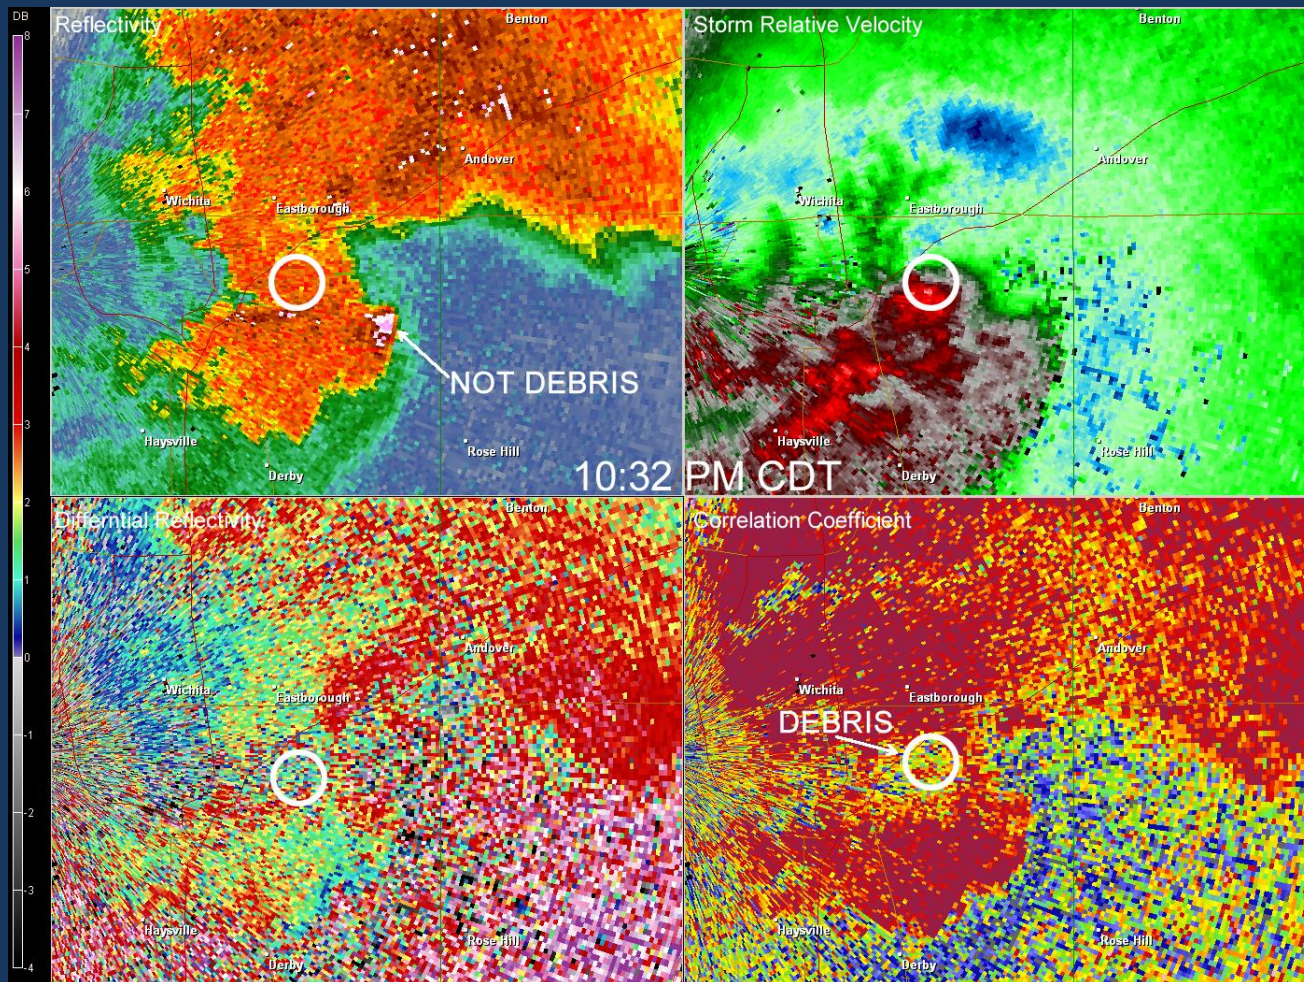 DB
8
7
6
5
4
3
2
1
0
-1
-2
-3
-4
Reflectivity
Benton
Andover
Wichita
Eastborough
NOT DEBRIS
Haysville
Rose Hill
Derby
10:32 PM CDT
Storm Relative Velocity
Benton
Andover
Wichita
Eastborough
Haysville
Rose Hill
Derby
Differntial Reflectivity
Benton
Andover
Wichita
Eastborough
Haysville
Rose Hill
Derby
Correlation Coefficient
Benton
Andover
Wichita
Eastborough
DEBRIS
Haysville
Rose Hill
Derby